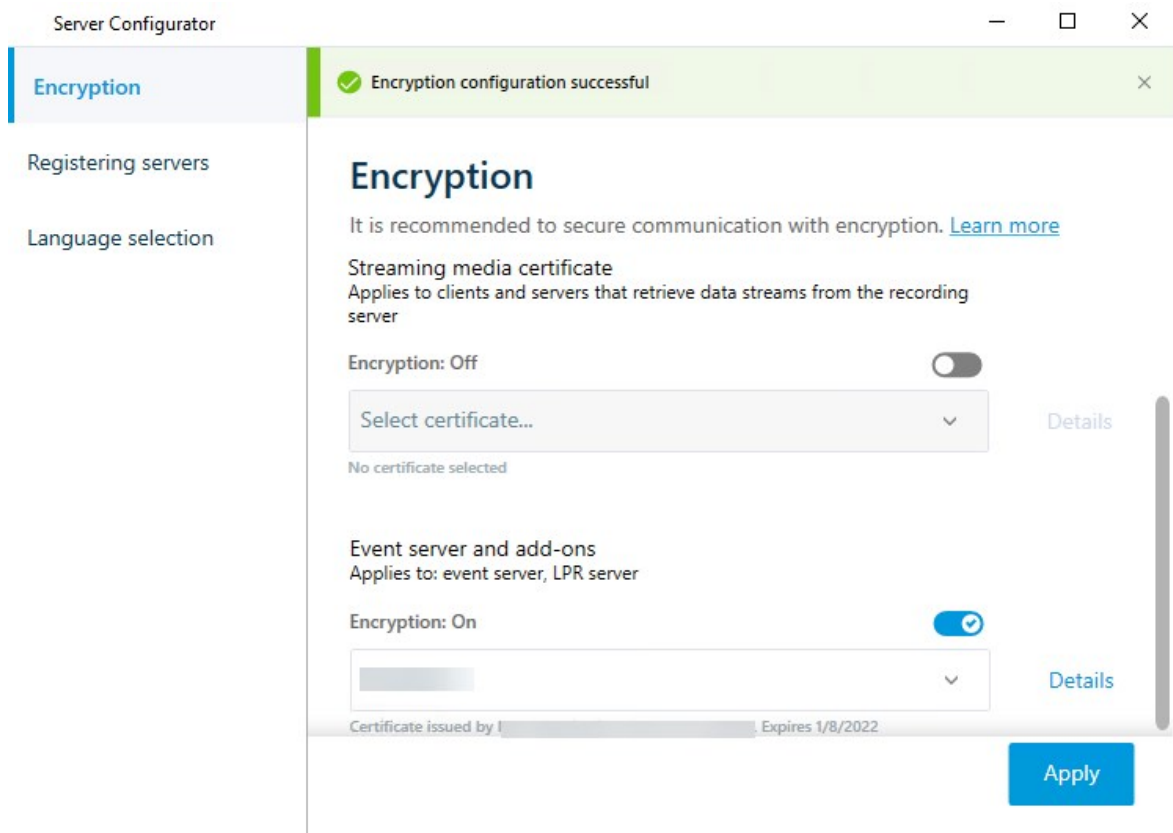 Server Configurator
Encryption
Registering servers
Language selection
Encryption configuration successful
Encryption
It is recommended to secure communication with encryption. Learn more
Streaming media certificate
Applies to clients and servers that retrieve data streams from the recording
server
Encryption: Off
Select certificate...
Details
No certificate selected
Event server and add-ons
Applies to: event server, LPR server
Encryption: On
Details
Certificate issued by
. Expires 1/8/2022
Apply